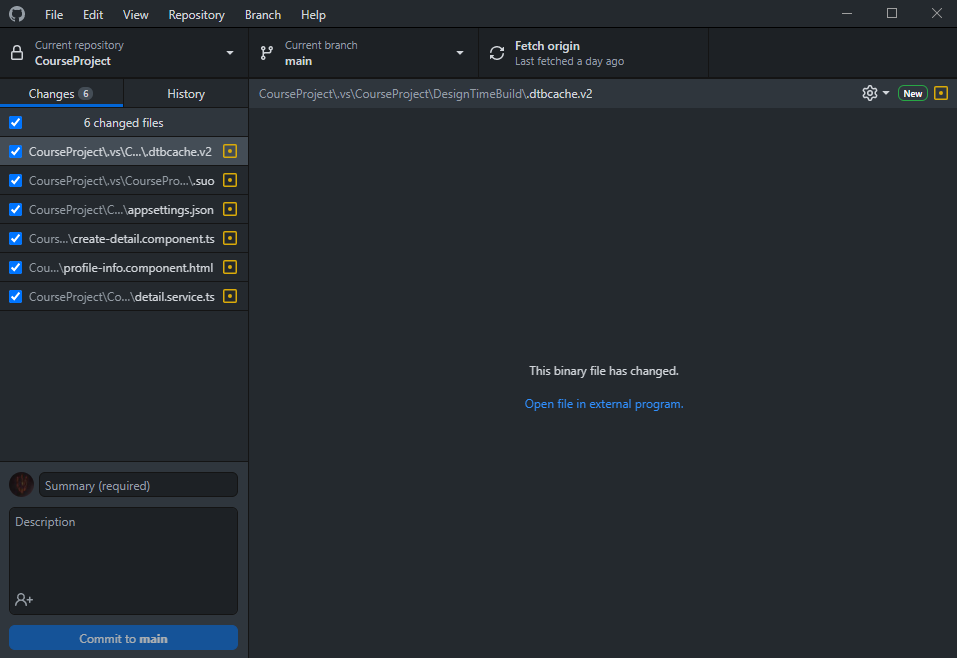 File Edit View Repository Branch Help
Current repository
CourseProject
Current branch
main
Fetch origin
Last fetched a day ago
Changes 6
History
CourseProject\.vs\CourseProject\DesignTimeBuild\.dtbcache.v2
New
6 changed files
CourseProject\.vs\C...\.dtbcache.v2
CourseProject\.vs\CoursePro...\.suo
CourseProject\C...\appsettings.json
Cours...\create-detail.component.ts
Cou...\profile-info.component.html
CourseProject\Co...\detail.service.ts
This binary file has changed.
Open file in external program.
Summary (required)
Description
Commit to main